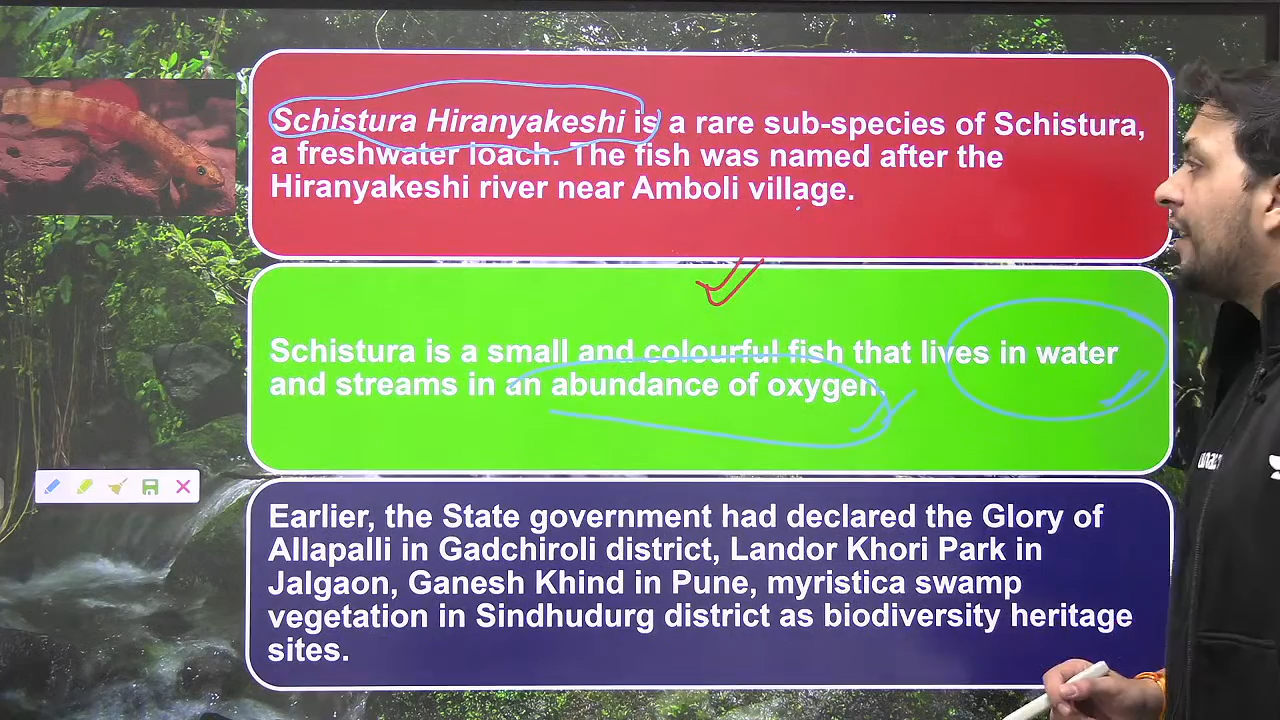 Schistura Hiranyakeshi is a rare sub-species of Schistura,
a freshwater loach. The fish was named after the
Hiranyakeshi river near Amboli village.
Schistura is a small and colourful fish that lives in water
and streams in an abundance of oxygen.
Earlier, the State government had declared the Glory of
Allapalli in Gadchiroli district, Landor Khori Park in
Jalgaon, Ganesh Khind in Pune, myristica swamp
vegetation in Sindhudurg district as biodiversity heritage
sites.